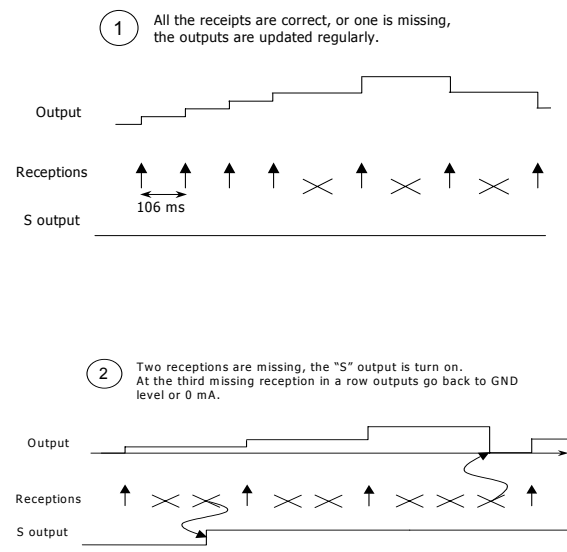 1
All the receipts are correct, or one is missing,
the outputs are updated regularly.
Output
Receptions
106 ms
S output
2
Two receptions are missing, the “S” output is turn on.
At the third missing reception in a row outputs go back to GND
level or 0 mA.
Output
Receptions
S output